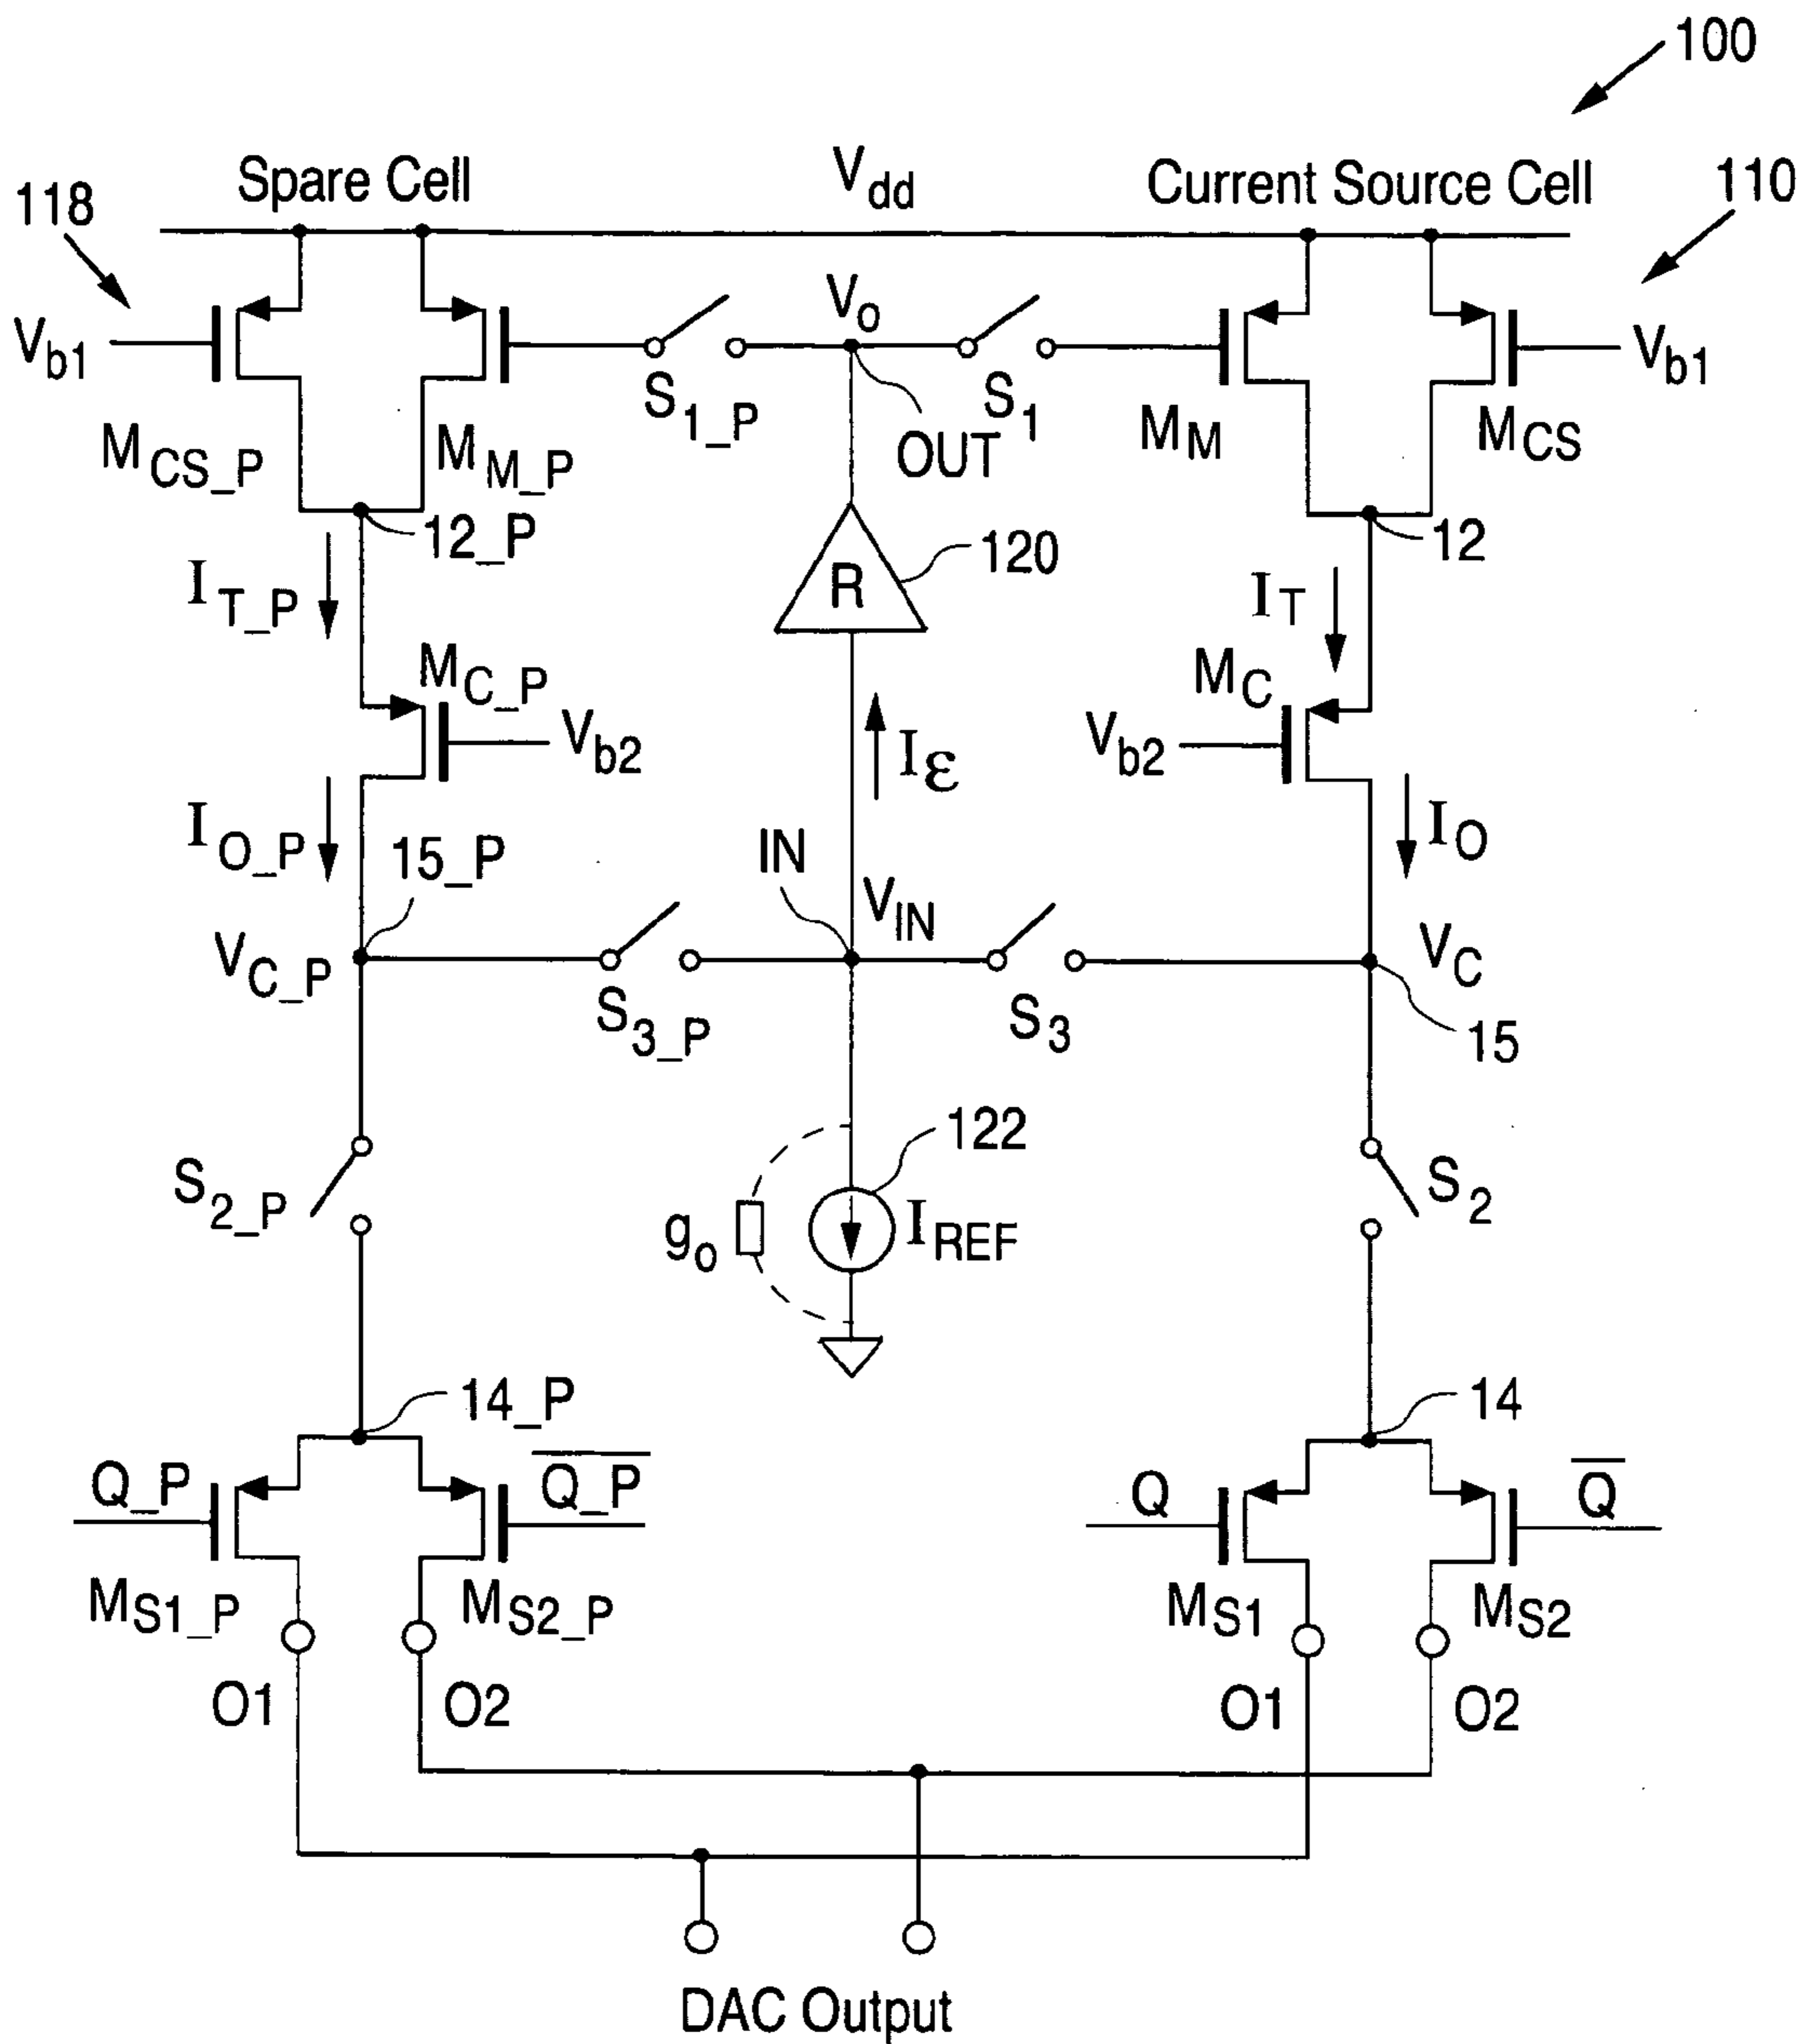 100
Spare Cell
Vdd
Current Source Cell
110
118
Vb1
MCS_P
MM_P
S1_P
Vo
OUT
S1
MM
MCS
Vb1
12_P
12
IT_P
R
120
IT
MC_P
Vb2
Iε
MC
Vb2
IO_P
IO
15_P
IN
VIN
VC_P
VC
S3_P
S3
15
122
S2_P
S2
go
IREF
14_P
14
Q_P
Q_P
Q
Q
MS1_P
MS2_P
MS1
MS2
O1
O2
O1
O2
DAC Output